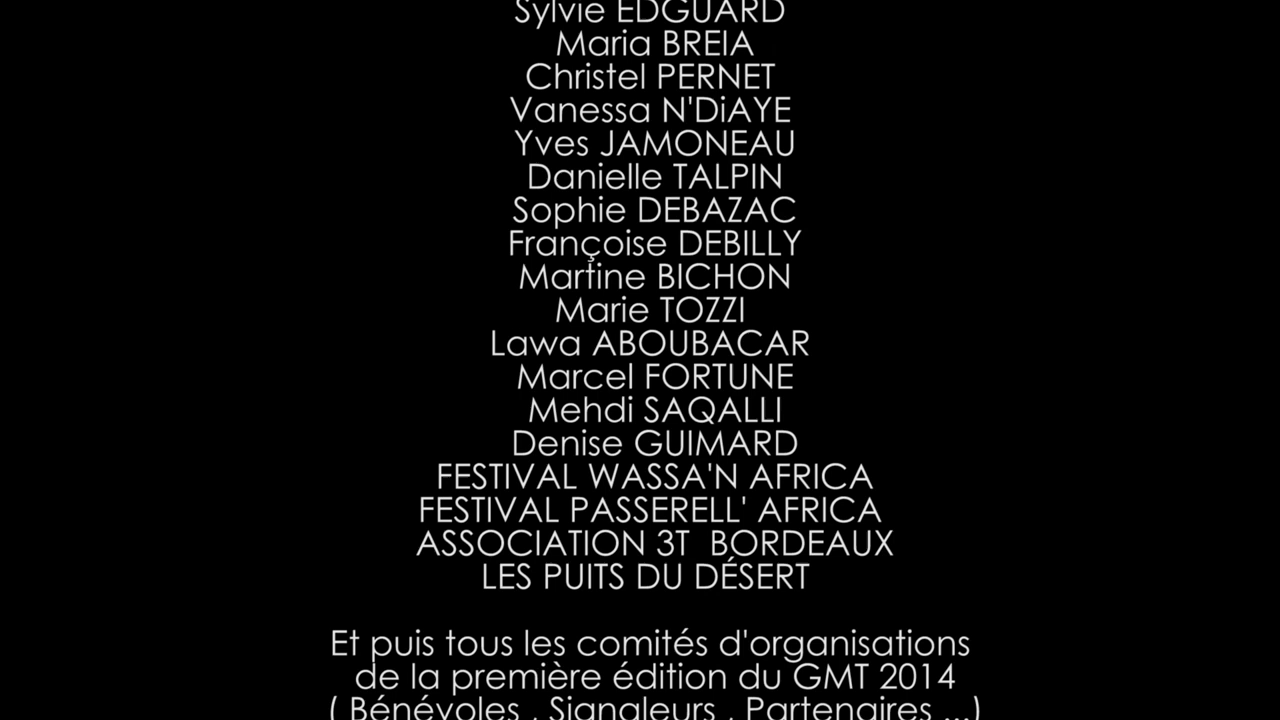 Sylvie EDGUARD
Maria BREIA
Christel PERNET
Vanessa N'DiAYE
Yves JAMONEAU
Danielle TALPIN
Sophie DEBAZAC
Françoise DEBILLY
Martine BICHON
Marie TOZZI
Lawa ABOUBACAR
Marcel FORTUNE
Mehdi SAQALLI
Denise GUIMARD
FESTIVAL WASSA'N AFRICA
FESTIVAL PASSERELL' AFRICA
ASSOCIATION 3T  BORDEAUX
LES PUITS DU DÉSERT
Et puis tous les comités d'organisations
de la première édition du GMT 2014
( Bénévoles , Signaleurs , Partenaires ...)